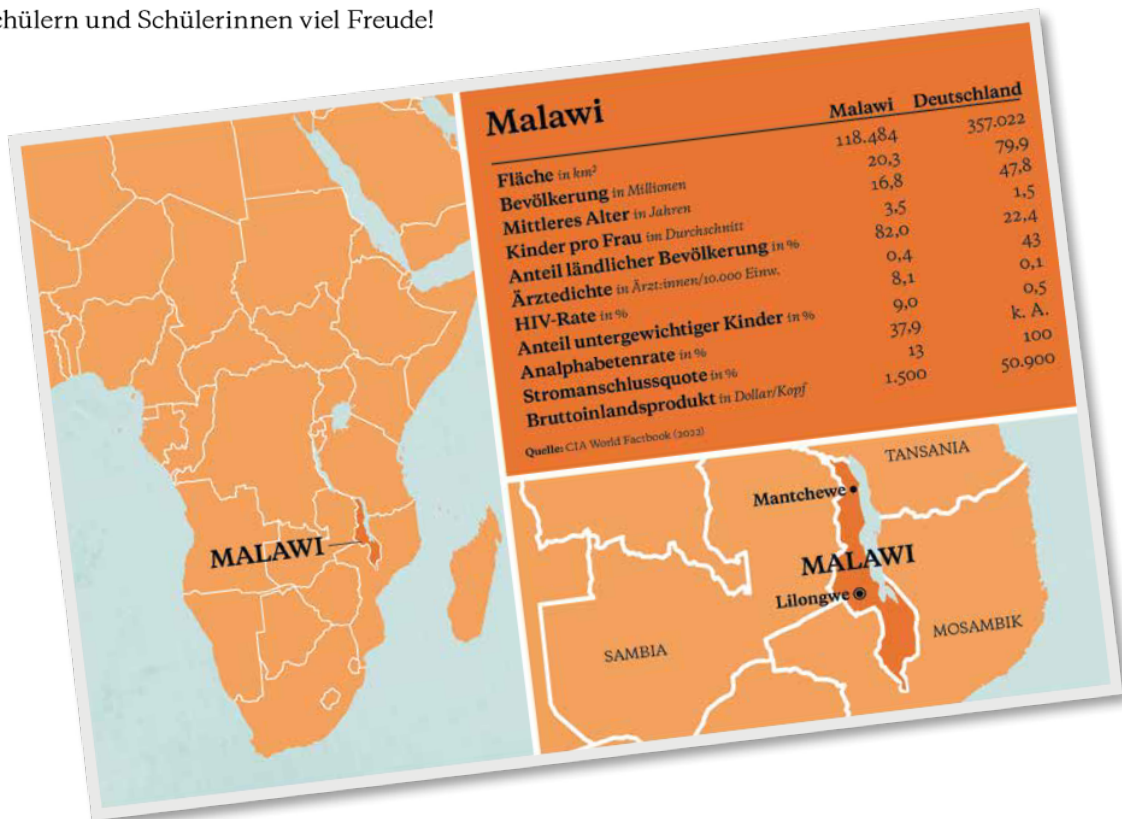 chülern und Schülerinnen viel Freude!
Malawi Malawi Deutschland
Fläche in km² 118.484 357.022
Bevölkerung in Millionen 20,3 79,9
Mittleres Alter in Jahren 16,8 47,8
Kinder pro Frau im Durchschnitt 3,5 1,5
Anteil ländlicher Bevölkerung in % 82,0 22,4
Ärztedichte in Ärzt:innen/10.000 Einw. 0,4 43
HIV-Rate in % 8,1 0,1
Anteil untergewichtiger Kinder in % 9,0 0,5
Analphabetenrate in % 37,9 k. A.
Stromanschlussquote in % 13 100
Bruttoinlandsprodukt in Dollar/Kopf 1.500 50.900
Quelle: CIA World Factbook (2022)
MALAWI
TANSANIA
Mantchewe
MALAWI
Lilongwe
SAMBIA
MOSAMBIK